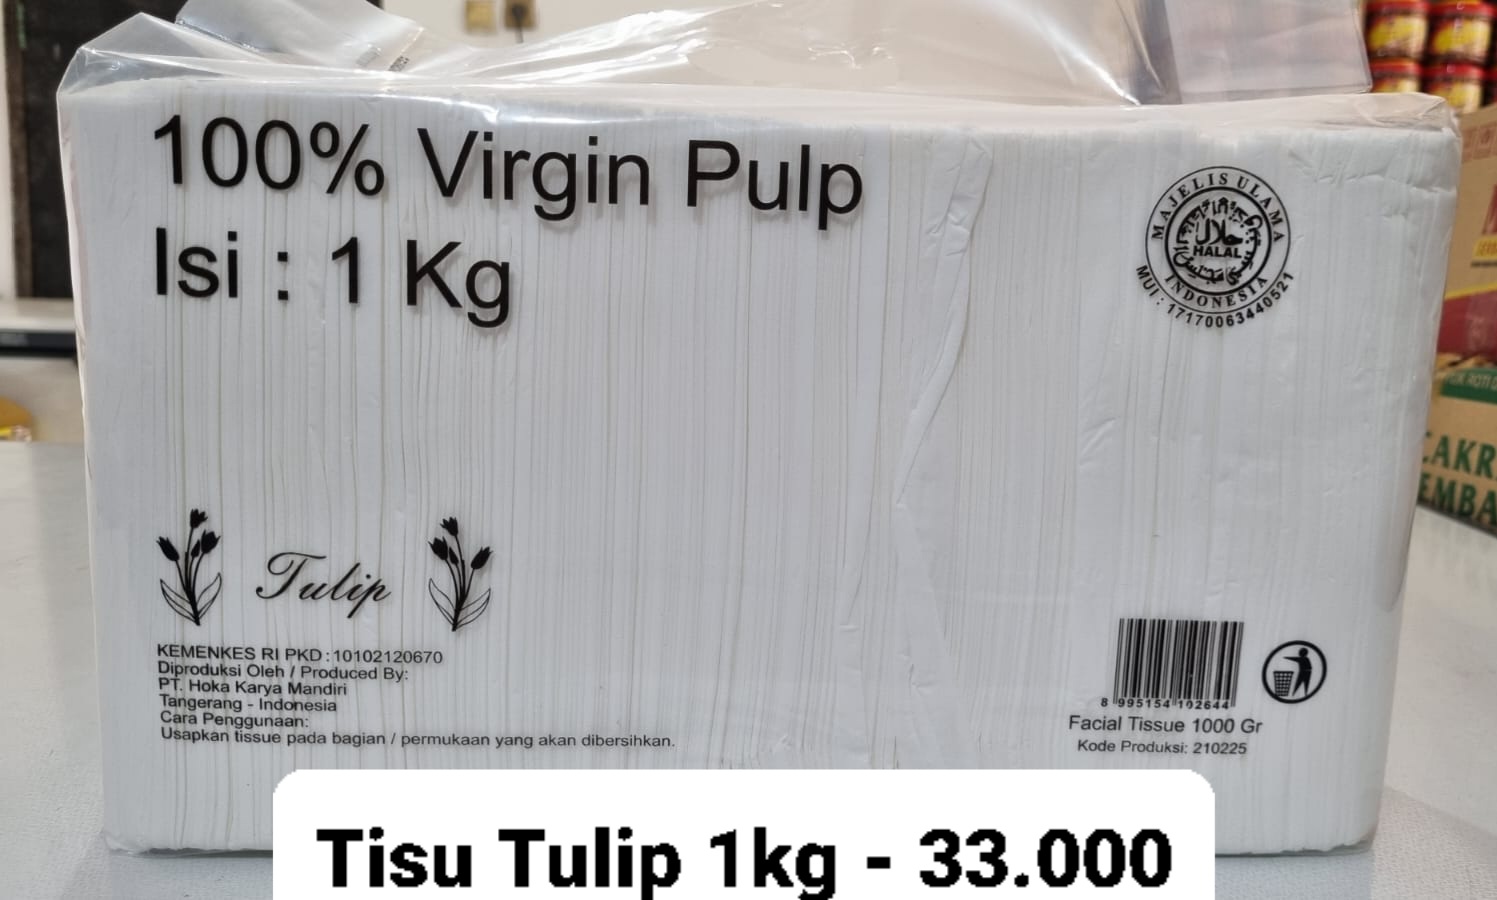 100% Virgin Pulp
Isi : 1 Kg
MAJELIS ULAMA
حلال
HALAL
INDONESIA
MUI : 17170063440521
Tulip
KEMENKES RI PKD : 10102120670
Diproduksi Oleh / Produced By:
PT. Hoka Karya Mandiri
Tangerang - Indonesia
Cara Penggunaan:
Usapkan tissue pada bagian / permukaan yang akan dibersihkan.
8 995154 102644
Facial Tissue 1000 Gr
Kode Produksi: 210225
Tisu Tulip 1kg - 33.000